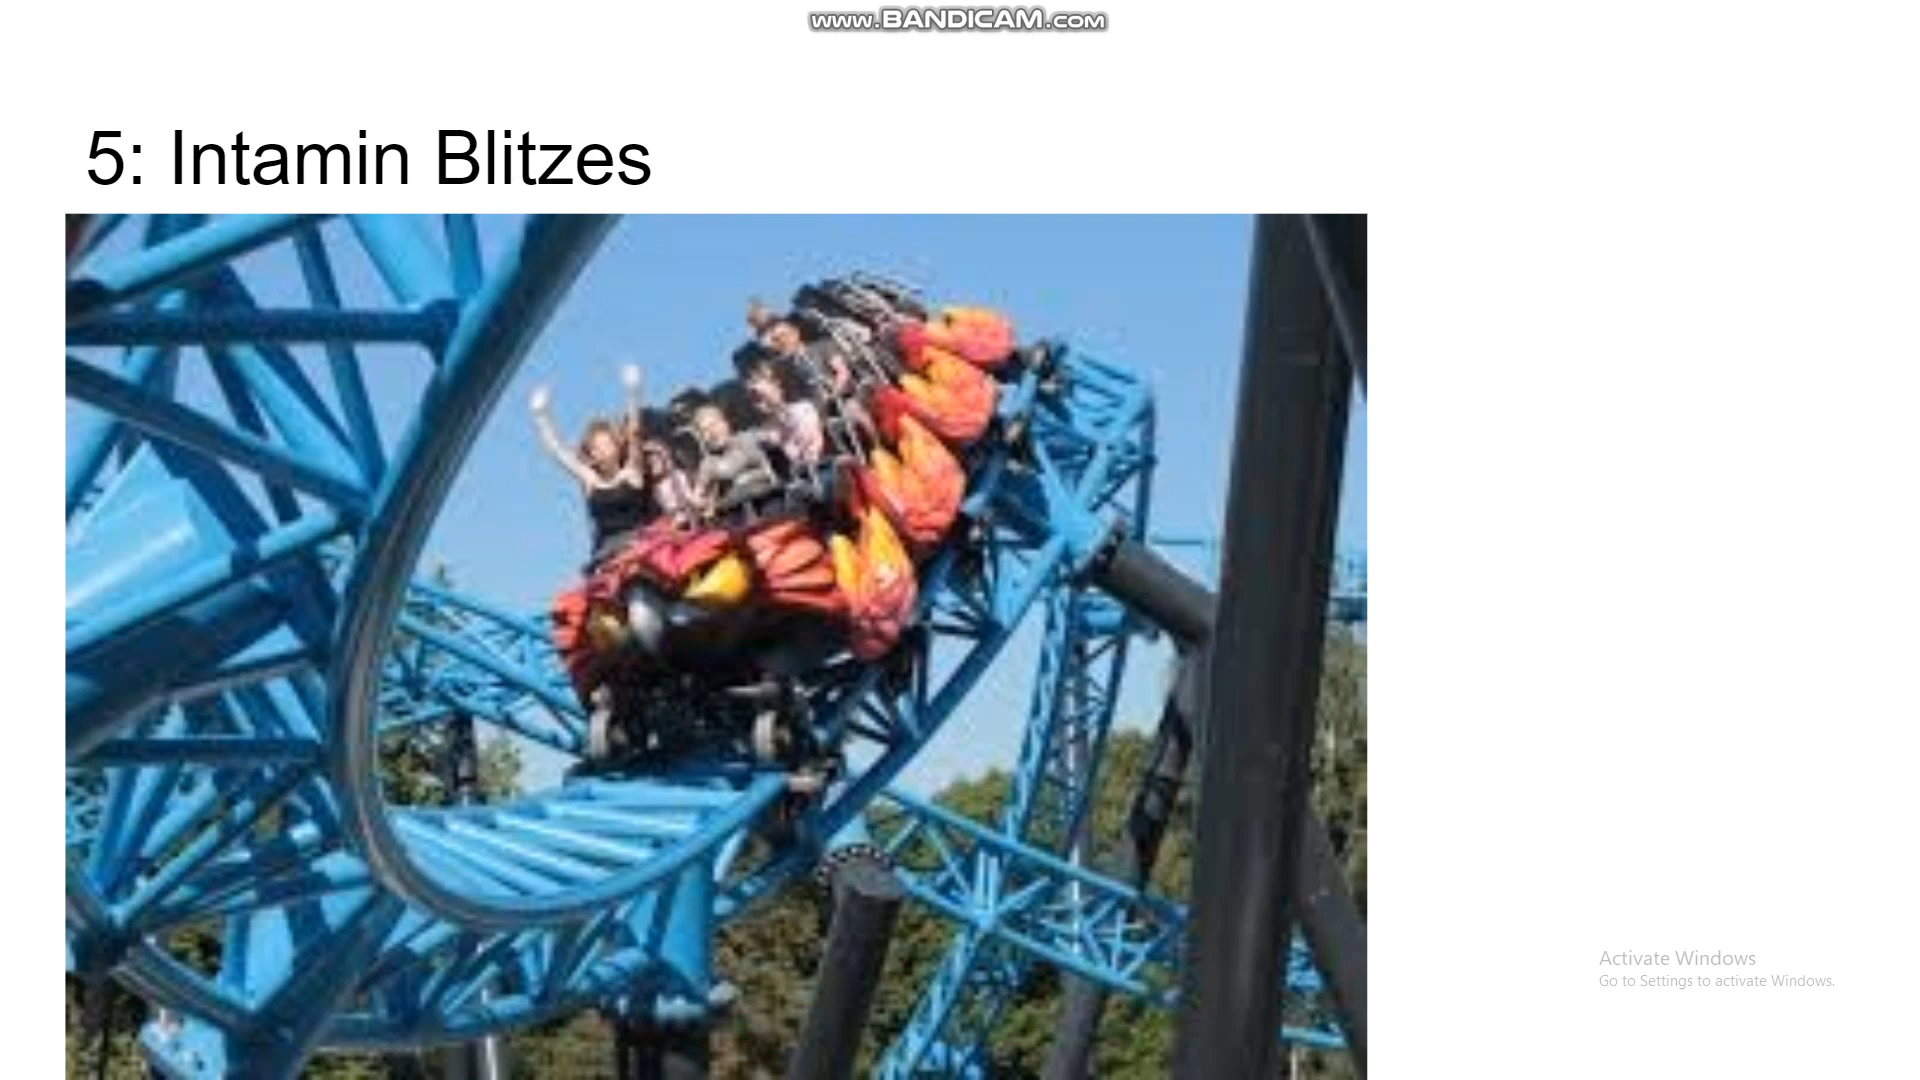 www.BANDICAM.com
5: Intamin Blitzes
Activate Windows
Go to Settings to activate Windows.